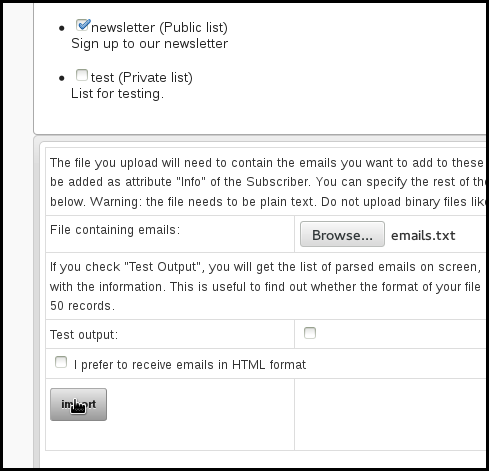 newsletter (Public list)
Sign up to our newsletter
test (Private list)
List for testing.
The file you upload will need to contain the emails you want to add to these
be added as attribute "Info" of the Subscriber. You can specify the rest of the
below. Warning: the file needs to be plain text. Do not upload binary files like
File containing emails:
Browse... emails.txt
If you check "Test Output", you will get the list of parsed emails on screen,
with the information. This is useful to find out whether the format of your file
50 records.
Test output:
I prefer to receive emails in HTML format
import